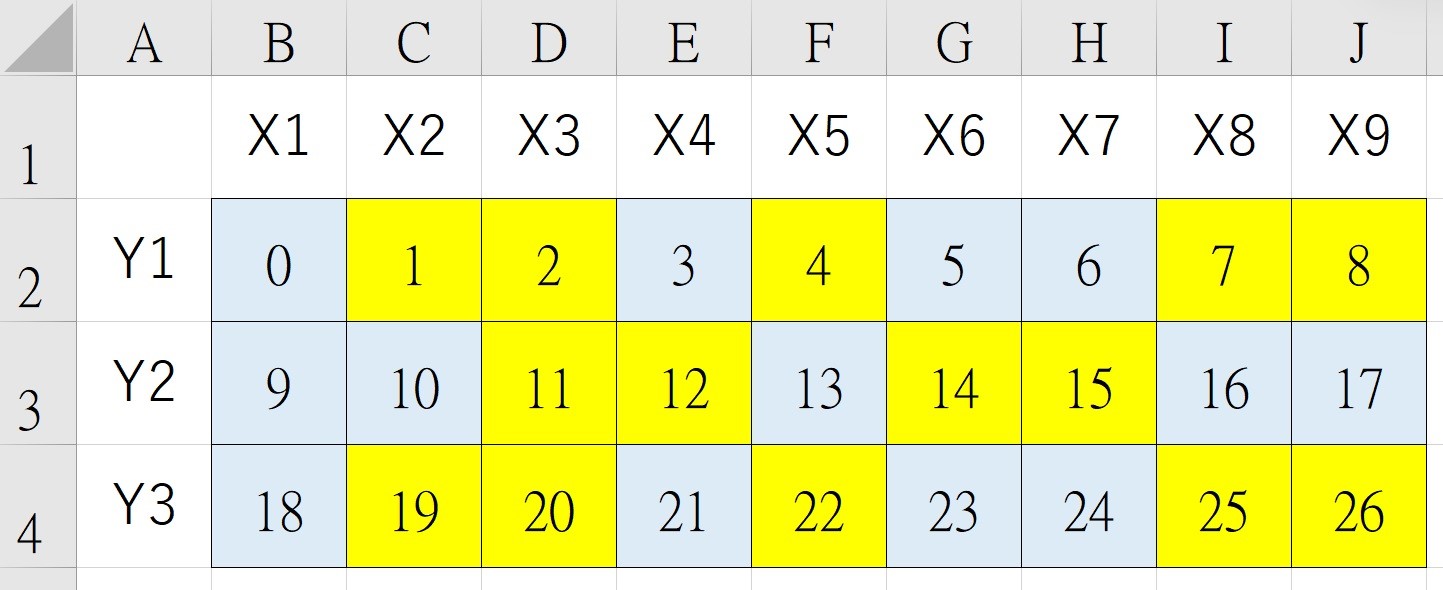 A B C D E F G H I J
1 X1 X2 X3 X4 X5 X6 X7 X8 X9
2 Y1 0 1 2 3 4 5 6 7 8
3 Y2 9 10 11 12 13 14 15 16 17
4 Y3 18 19 20 21 22 23 24 25 26